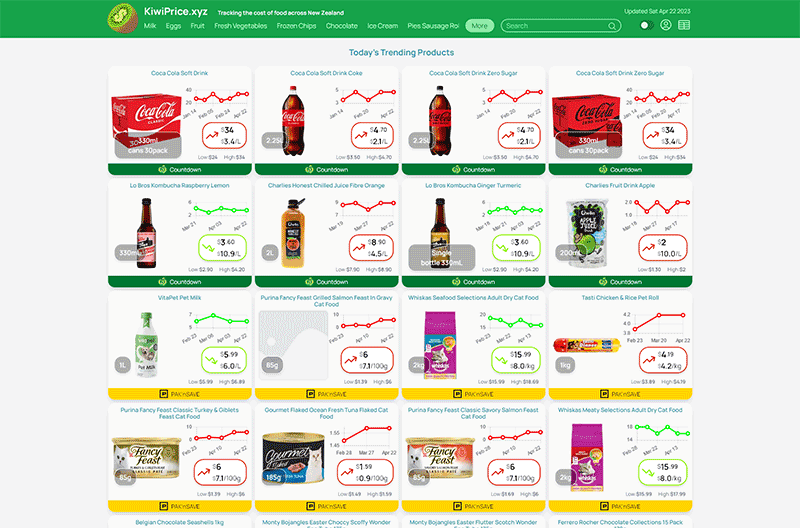 KiwiPrice.xyz
Tracking the cost of food across New Zealand
Updated Sat Apr 22 2023
Milk Eggs Fruit Fresh Vegetables Frozen Chips Chocolate Ice Cream Pies Sausage Rol More Search
Today's Trending Products
Coca Cola Soft Drink
Coca Cola Soft Drink Coke
Coca Cola Soft Drink Zero Sugar
Coca Cola Soft Drink Zero Sugar
330ml cans 30pack
$34
$3.4/L
Low $24 High $34
Countdown
2.25L
$4.70
$2.1/L
Low $3.50 High $4.70
Countdown
2.25L
$4.70
$2.1/L
Low $3.50 High $4.70
Countdown
330ml cans 30pack
$34
$3.4/L
Low $24 High $34
Countdown
Lo Bros Kombucha Raspberry Lemon
Charlies Honest Chilled Juice Fibre Orange
Lo Bros Kombucha Ginger Turmeric
Charlies Fruit Drink Apple
330ml
$3.60
$10.9/L
Low $2.90 High $4.20
Countdown
2L
$8.90
$4.5/L
Low $7.90 High $8.90
Countdown
Single bottle 330mL
$3.60
$10.9/L
Low $2.90 High $4.20
Countdown
200mL
$2
$10.0/L
Low $1.30 High $2
Countdown
VitaPet Pet Milk
Purina Fancy Feast Grilled Salmon Feast In Gravy Cat Food
Whiskas Seafood Selections Adult Dry Cat Food
Tasti Chicken & Rice Pet Roll
1L
$5.99
$6.0/L
Low $5.99 High $6.89
PAK'nSAVE
85g
$6
$7.1/100g
Low $1.39 High $6
PAK'nSAVE
2kg
$15.99
$8.0/kg
Low $15.99 High $18.69
PAK'nSAVE
1kg
$4.19
$4.2/kg
Low $3.89 High $4.19
PAK'nSAVE
Purina Fancy Feast Classic Turkey & Giblets Feast Cat Food
Gourmet Flaked Ocean Fresh Tuna Flaked Cat Food
Purina Fancy Feast Classic Savory Salmon Feast Cat Food
Whiskas Meaty Selections Adult Dry Cat Food
85g
$6
$7.1/100g
Low $1.39 High $6
PAK'nSAVE
185g
$1.59
$0.9/100g
Low $1.49 High $1.59
PAK'nSAVE
85g
$6
$7.1/100g
Low $1.69 High $6
PAK'nSAVE
2kg
$15.99
$8.0/kg
Low $15.99 High $17.99
PAK'nSAVE
Belgian Chocolate Seashells 1kg
Monty Bojangles Easter Choccy Scoffy Wonder
Monty Bojangles Easter Flutter Scotch Wonder
Ferrero Rocher Chocolate Collections 15 Pack